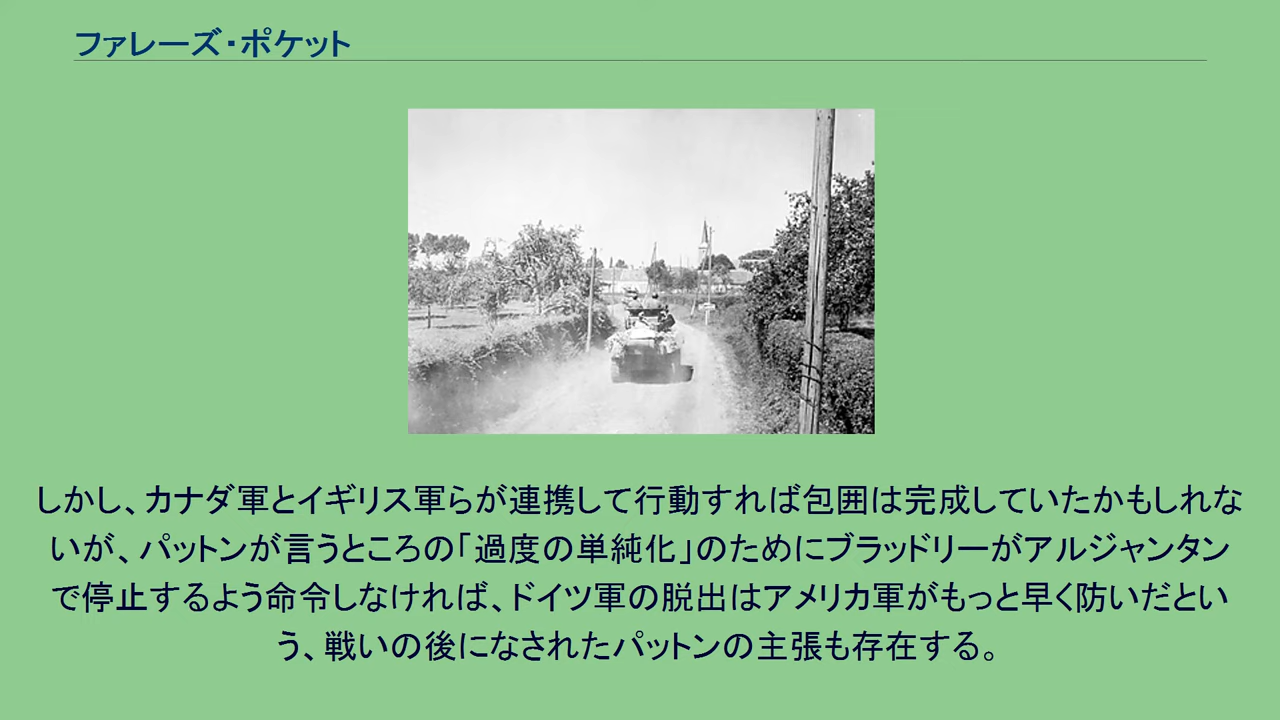 ファレーズ・ポケット
しかし、カナダ軍とイギリス軍らが連携して行動すれば包囲は完成していたかもしれな
いが、パットンが言うところの「過度の単純化」のためにブラッドリーがアルジャンタン
で停止するよう命令しなければ、ドイツ軍の脱出はアメリカ軍がもっと早く防いだとい
う、戦いの後になされたパットンの主張も存在する。